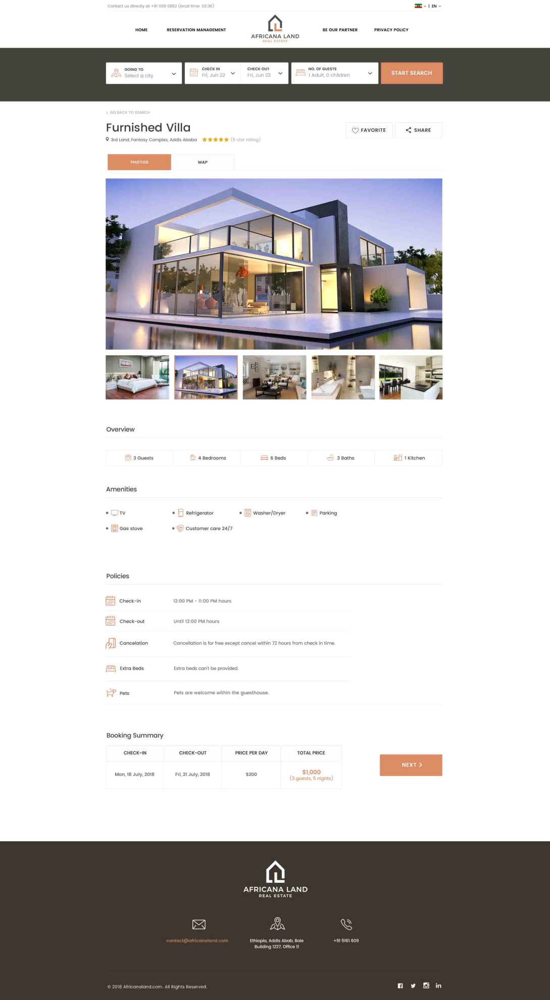 Contact us directly at +91 009 0882 (local time: 02:36)
| EN
HOME
RESERVATION MANAGEMENT
AFRICANA LAND
REAL ESTATE
BE OUR PARTNER
PRIVACY POLICY
GOING TO
Select a city
CHECK IN
Fri, Jun 22
CHECK OUT
Fri, Jun 22
NO. OF GUESTS
1 Adult, 0 children
START SEARCH
GO BACK TO SEARCH
Furnished Villa
3rd Land, Fantasy Complex, Addis Ababa (5 star rating)
FAVORITE
SHARE
PHOTOS
MAP
Overview
3 Guests
4 Bedrooms
6 Beds
3 Baths
1 Kitchen
Amenities
TV
Refrigerator
Washer/Dryer
Parking
Gas stove
Customer care 24/7
Policies
Check-in
12:00 PM - 11:00 PM hours
Check-out
Until 12:00 PM hours
Cancelation
Cancellation is for free except cancel within 72 hours from check in time.
Extra Beds
Extra beds can't be provided.
Pets
Pets are welcome within the guesthouse.
Booking Summary
CHECK-IN
CHECK-OUT
PRICE PER DAY
TOTAL PRICE
Mon, 18 July, 2018
Fri, 21 July, 2018
$200
$1,000
(3 guests, 5 nights)
NEXT
AFRICANA LAND
REAL ESTATE
contact@africanaland.com
Ethiopia, Addis Abab, Bole
Building 1227, Office 11
+91 5161 609
© 2018 Africanaland.com. All Rights Reserved.